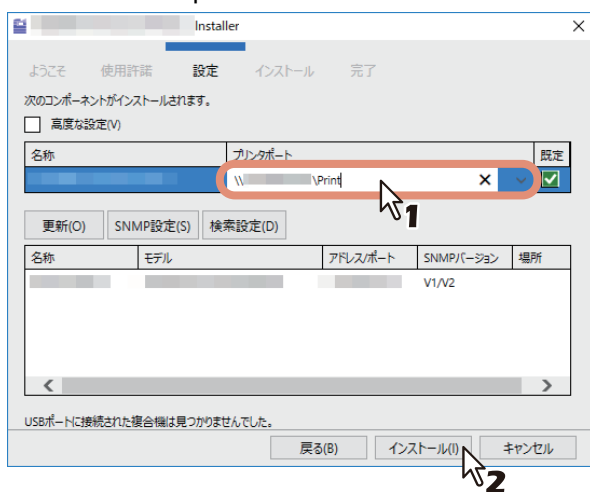 Installer
ようこそ 使用許諾 設定 インストール 完了
次のコンポーネントがインストールされます。
高度な設定(V)
名称 プリンタポート 既定
\\ \Print
1
更新(O) SNMP設定(S) 検索設定(D)
名称 モデル アドレス/ポート SNMPバージョン 場所
V1/V2
USBポートに接続された複合機は見つかりませんでした。
戻る(B) インストール(I) キャンセル
2